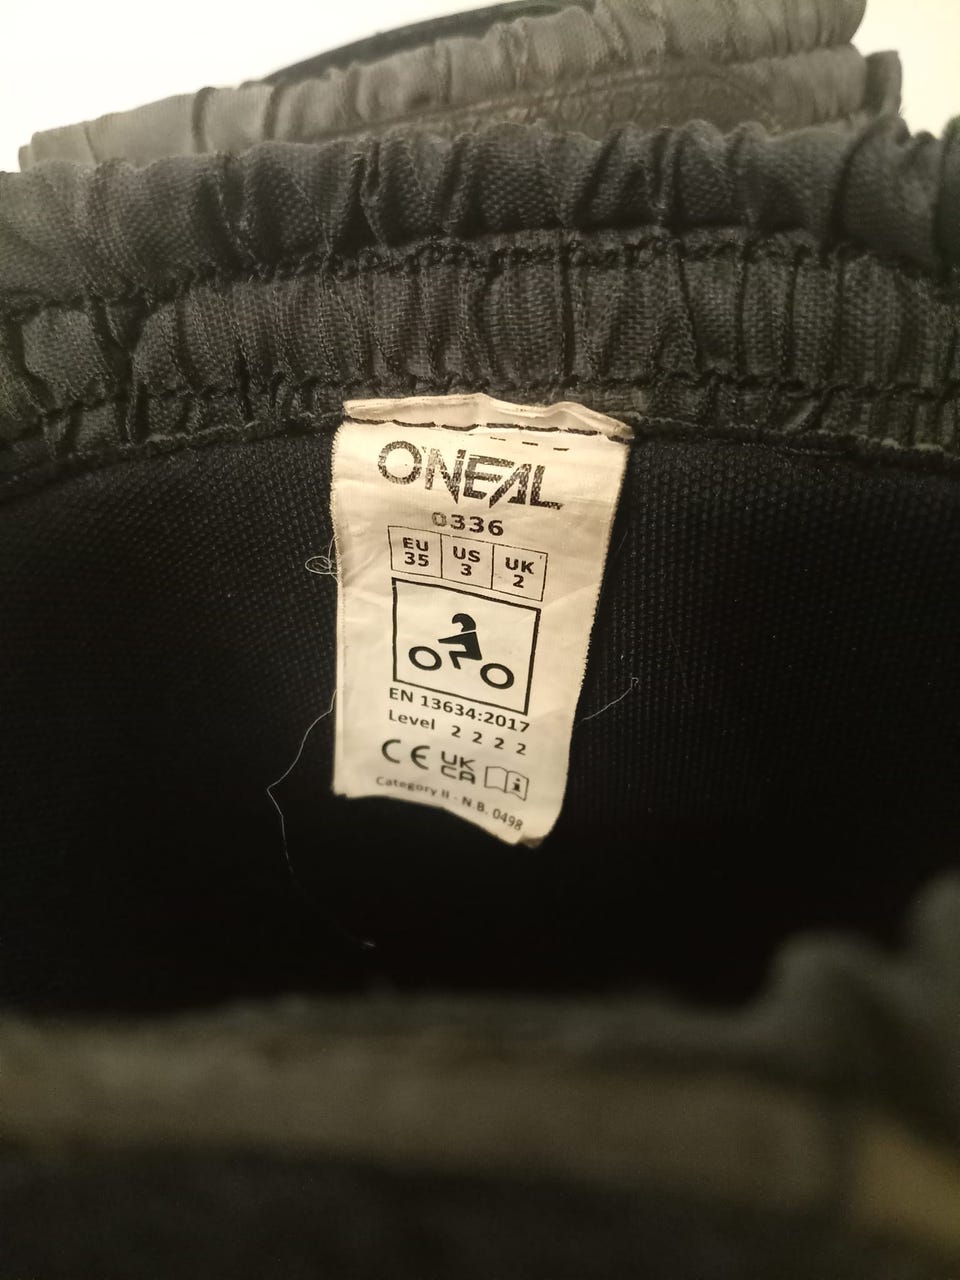 O'NEAL
0336
EU US UK
35 3 2
EN 13634:2017
Level 2 2 2 2
CE UK CA i
Category II - N.B. 0498